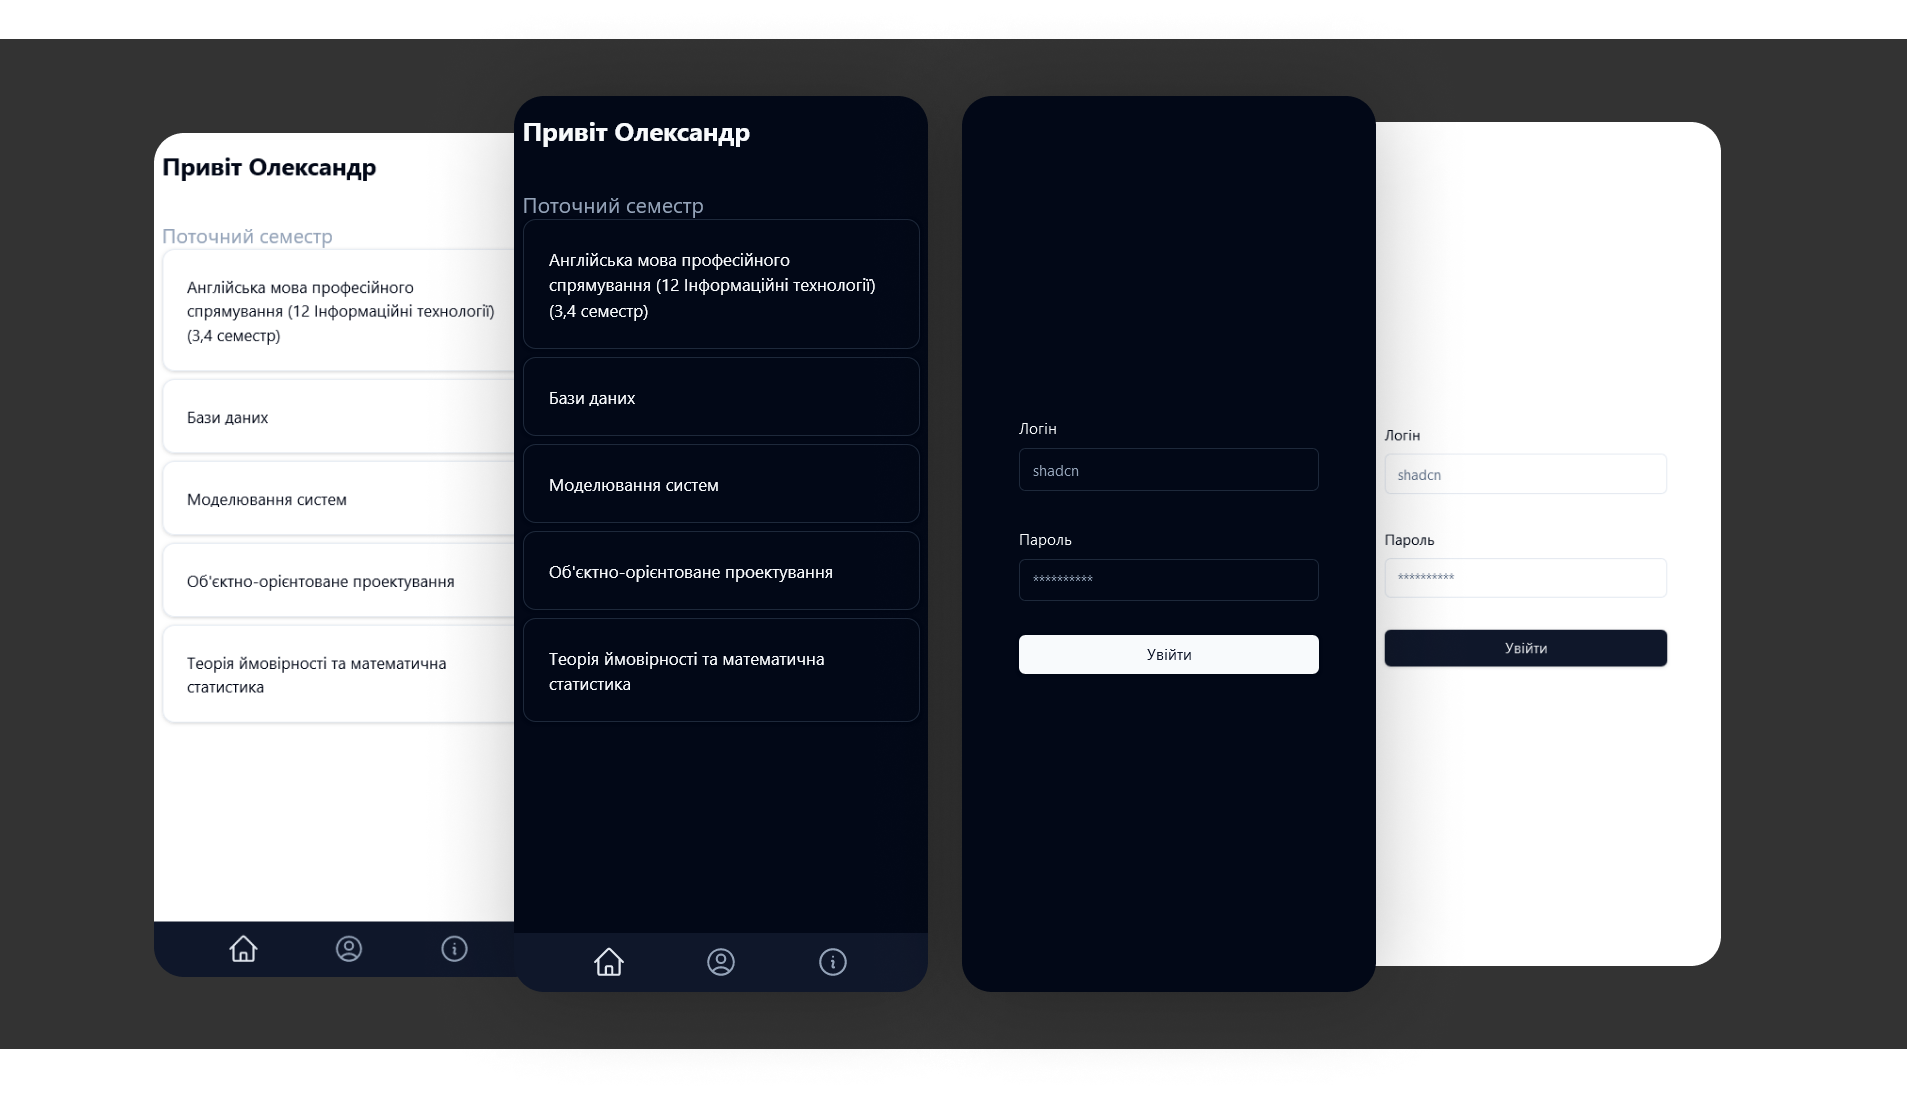 Привіт Олександр
Поточний семестр
Англійська мова професійного
спрямування (12 Інформаційні технології)
(3,4 семестр)
Бази даних
Моделювання систем
Об'єктно-орієнтоване проектування
Теорія ймовірності та математична
статистика
Привіт Олександр
Поточний семестр
Англійська мова професійного
спрямування (12 Інформаційні технології)
(3,4 семестр)
Бази даних
Моделювання систем
Об'єктно-орієнтоване проектування
Теорія ймовірності та математична
статистика
Логін
shadcn
Пароль
**********
Увійти
Логін
shadcn
Пароль
**********
Увійти